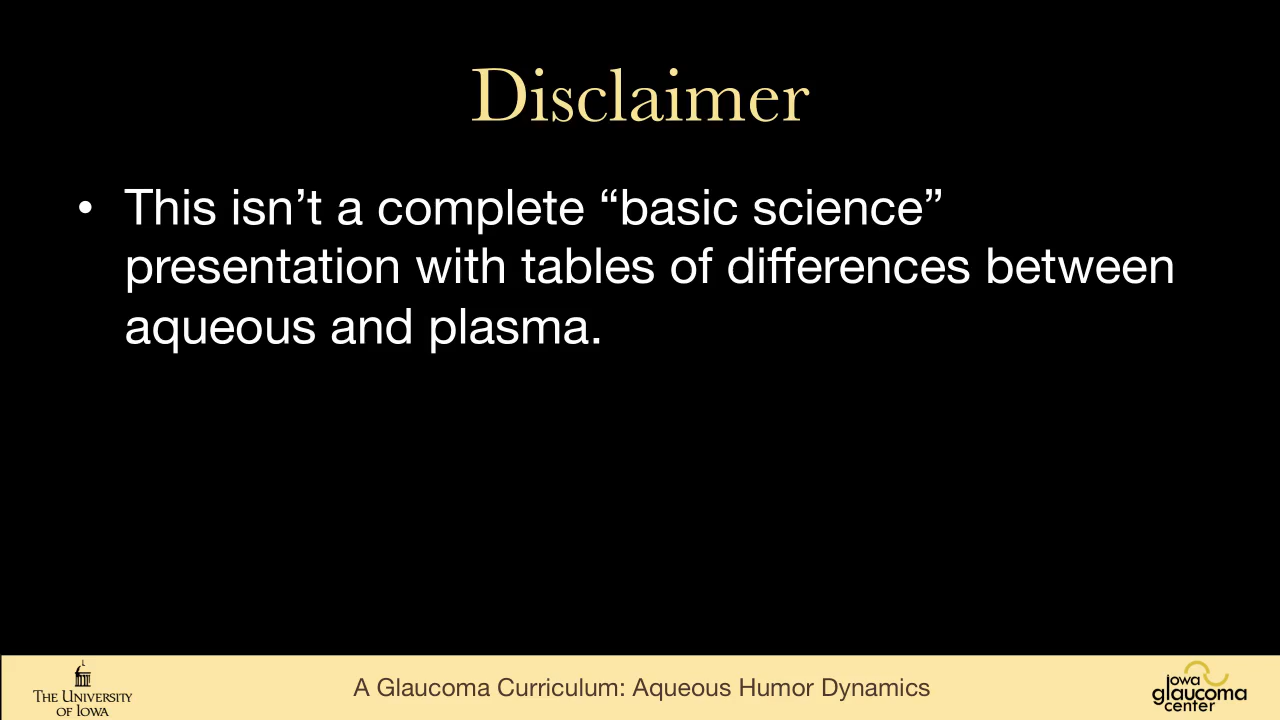 Disclaimer
• This isn’t a complete “basic science”
presentation with tables of differences between
aqueous and plasma.
THE UNIVERSITY
OF IOWA
A Glaucoma Curriculum: Aqueous Humor Dynamics
iowa
glaucoma
center